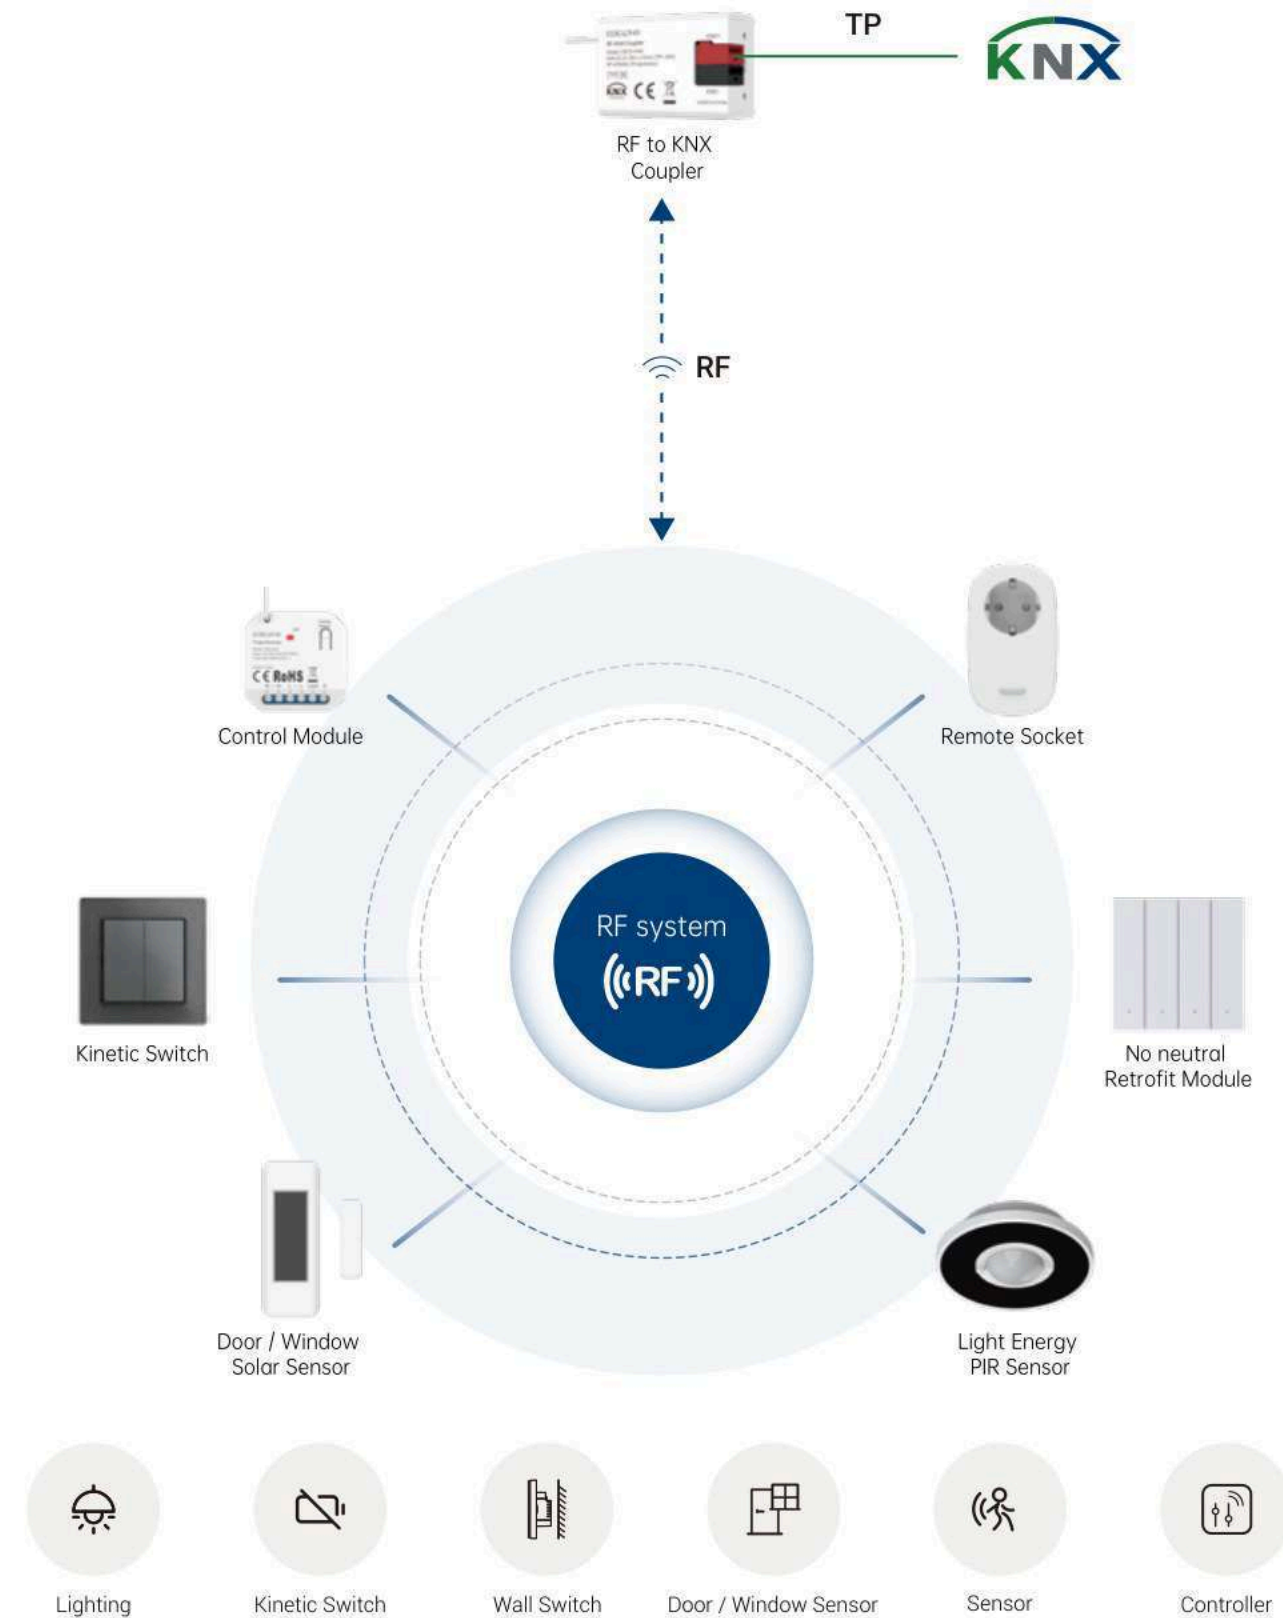 TP
KNX
RF to KNX
Coupler
RF
CE RoHS
Control Module
Remote Socket
RF system
RF
Kinetic Switch
No neutral
Retrofit Module
Door / Window
Solar Sensor
Light Energy
PIR Sensor
Lighting
Kinetic Switch
Wall Switch
Door / Window Sensor
Sensor
Controller